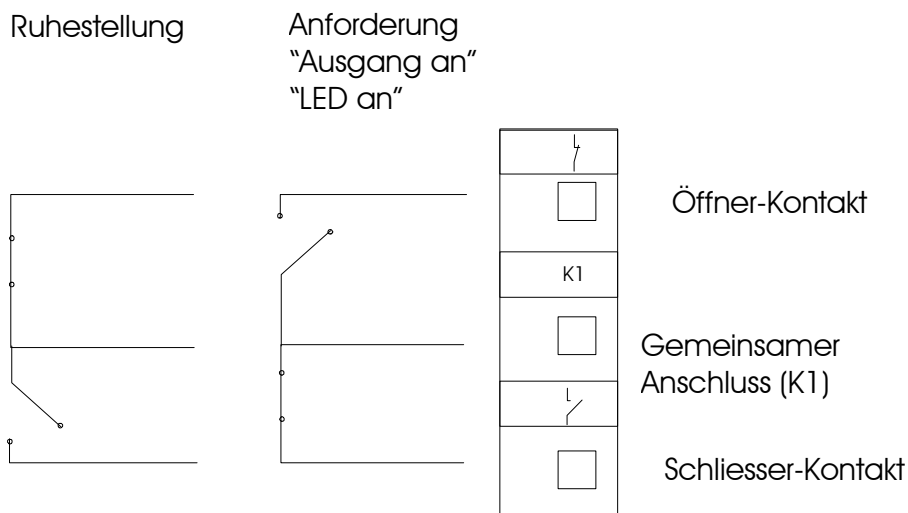 Ruhestellung
Anforderung
"Ausgang an"
"LED an"
Öffner-Kontakt
K1
Gemeinsamer
Anschluss (K1)
Schliesser-Kontakt